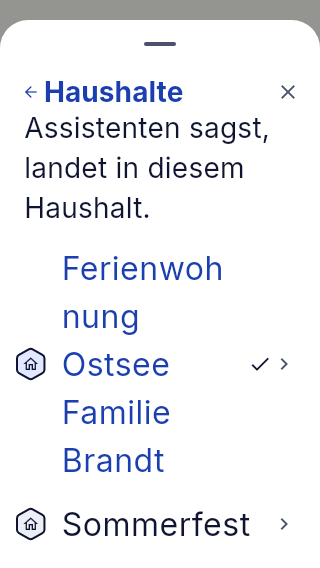 Haushalte
Assistenten sagst,
landet in diesem
Haushalt.
Ferienwoh
nung
Ostsee
Familie
Brandt
Sommerfest